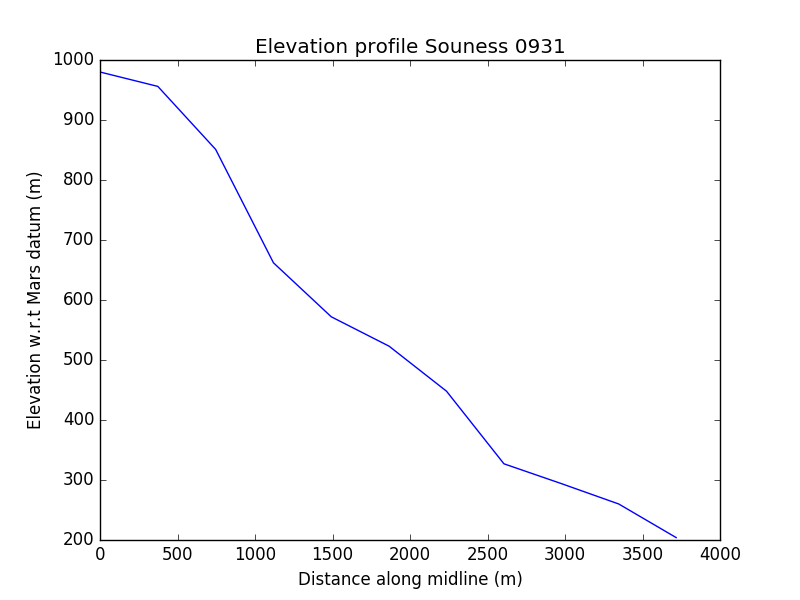 Elevation profile Souness 0931
1000
900
800
700
600
500
400
300
200
Elevation w.r.t Mars datum (m)
0 500 1000 1500 2000 2500 3000 3500 4000
Distance along midline (m)